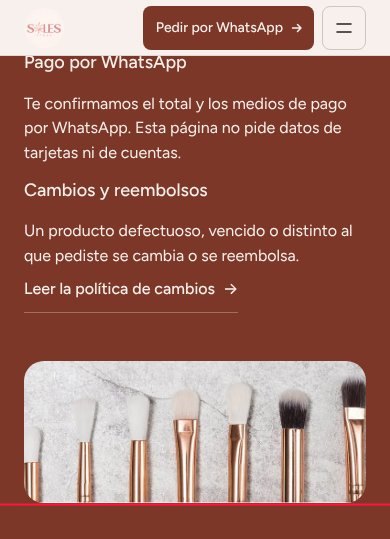 SALES
Pedir por WhatsApp →
Pago por WhatsApp
Te confirmamos el total y los medios de pago
por WhatsApp. Esta página no pide datos de
tarjetas ni de cuentas.
Cambios y reembolsos
Un producto defectuoso, vencido o distinto al
que pediste se cambia o se reembolsa.
Leer la política de cambios →